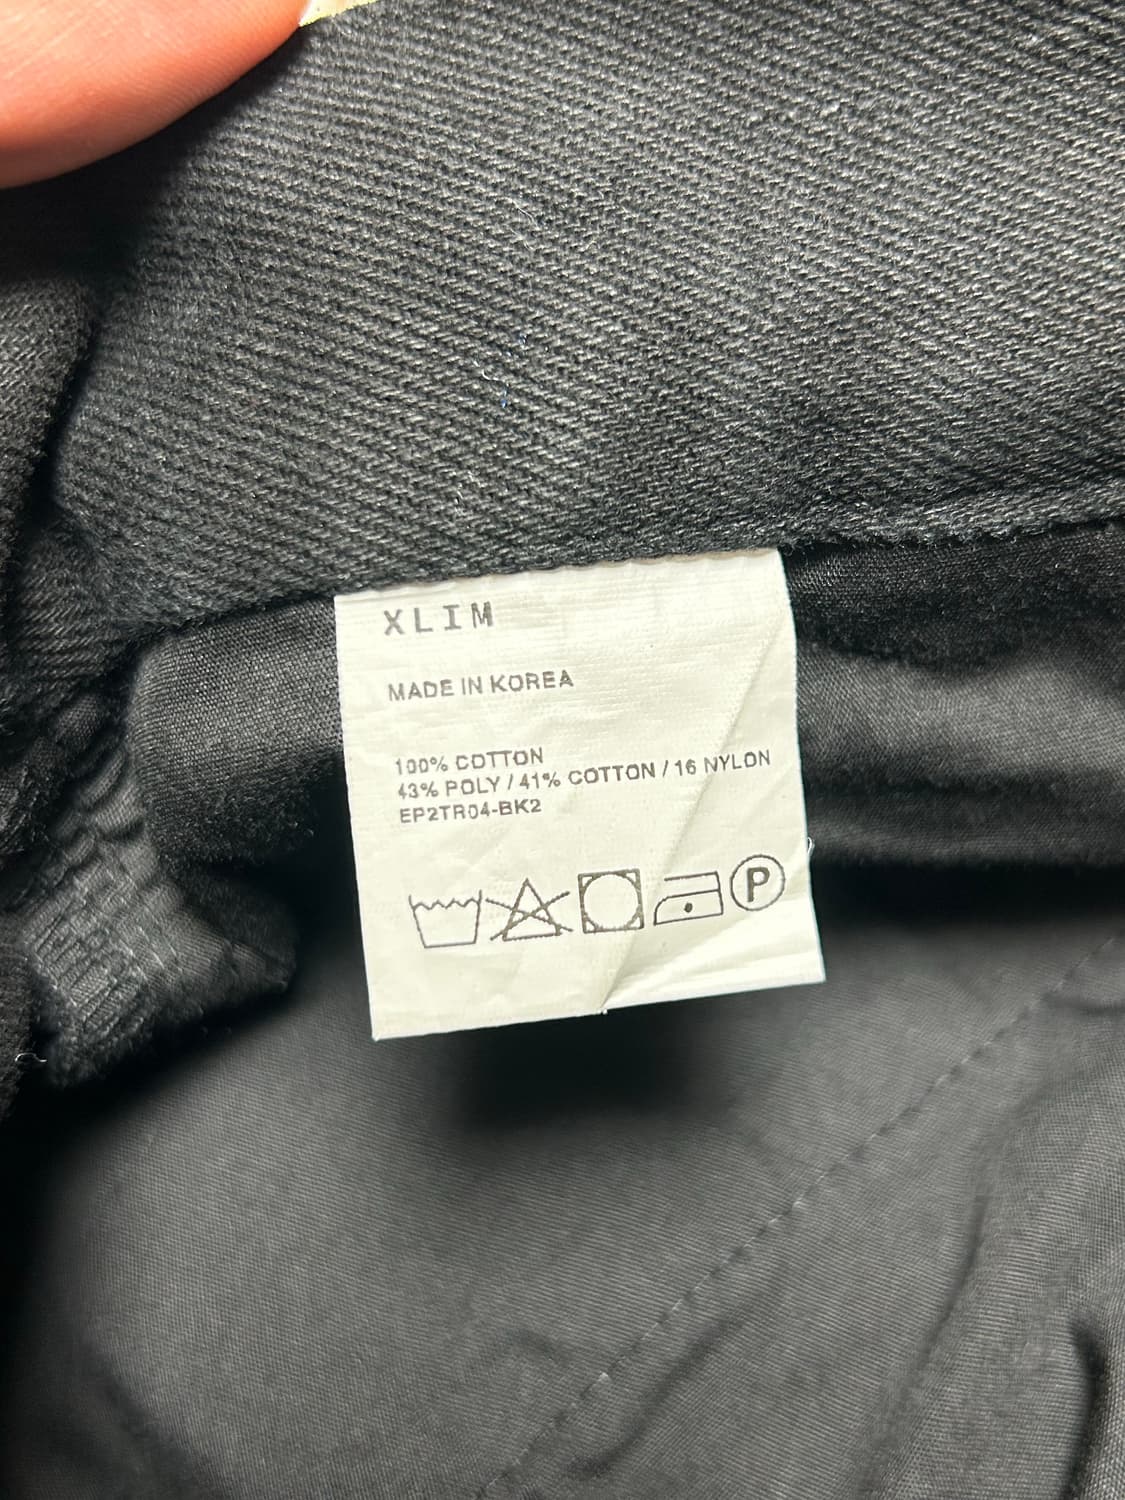 XLIM
MADE IN KOREA
100% COTTON
43% POLY / 41% COTTON / 16 NYLON
EP2TR04-BK2
P